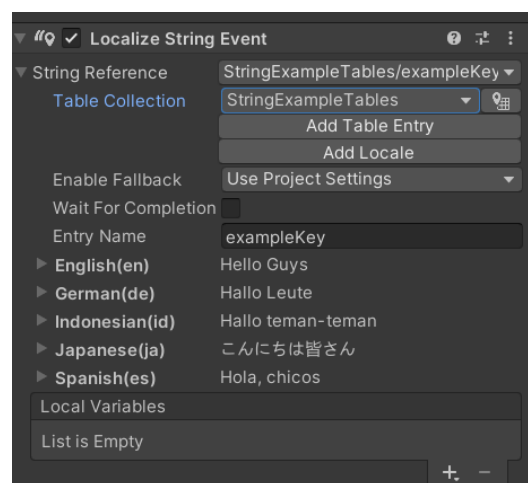 Localize String Event
String Reference StringExampleTables/exampleKey
Table Collection StringExampleTables
Add Table Entry
Add Locale
Enable Fallback Use Project Settings
Wait For Completion
Entry Name exampleKey
English(en) Hello Guys
German(de) Hallo Leute
Indonesian(id) Hallo teman-teman
Japanese(ja) こんにちは皆さん
Spanish(es) Hola, chicos
Local Variables
List is Empty